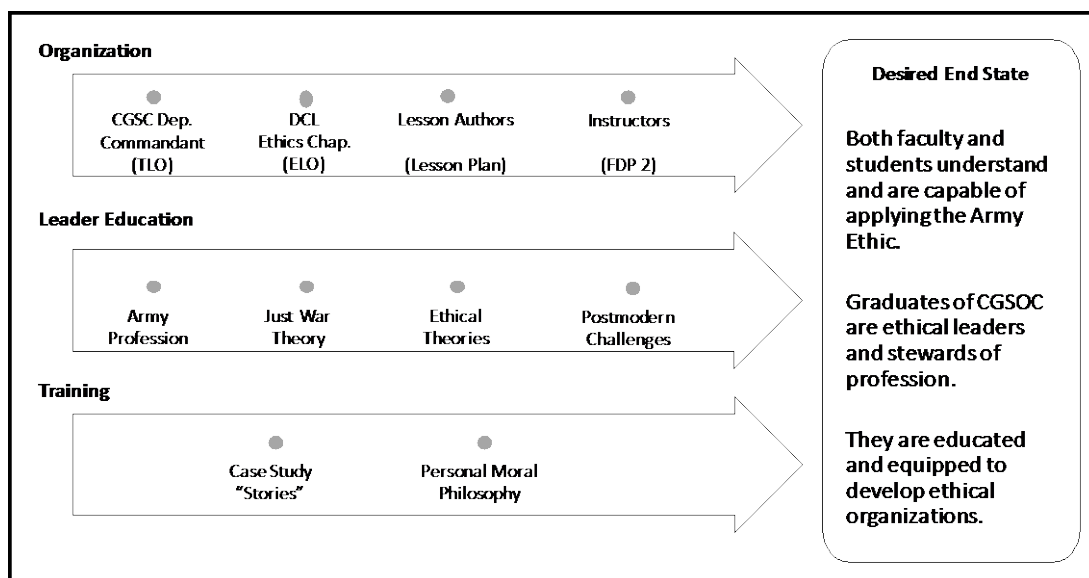 Organization
CGSC Dep.
Commandant
(TLO)
DCL
Ethics Chap.
(ELO)
Lesson Authors
(Lesson Plan)
Instructors
(FDP 2)
Leader Education
Army
Profession
Just War
Theory
Ethical
Theories
Postmodern
Challenges
Training
Case Study
"Stories"
Personal Moral
Philosophy
Desired End State
Both faculty and
students understand
and are capable of
applying the Army
Ethic.
Graduates of CGSOC
are ethical leaders
and stewards of
profession.
They are educated
and equipped to
develop ethical
organizations.